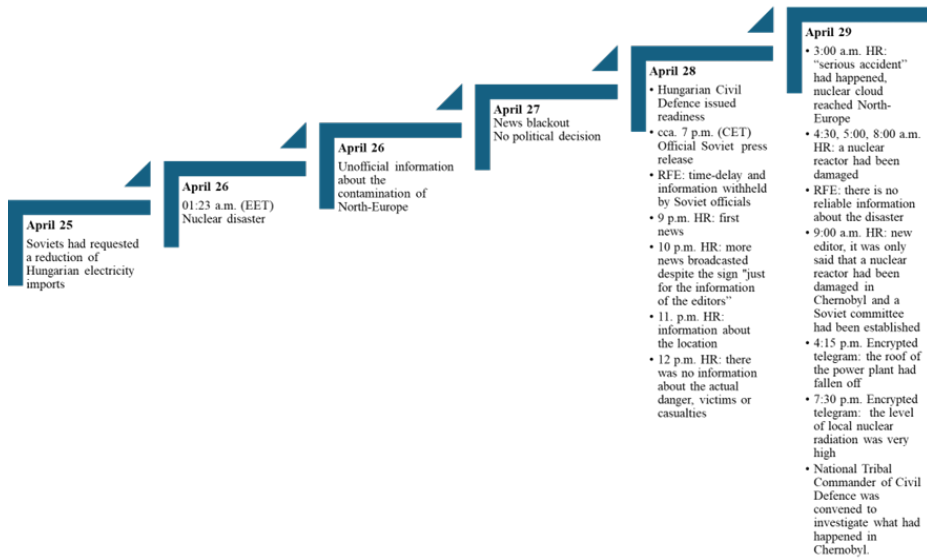 April 25
Soviets had requested
a reduction of
Hungarian electricity
imports
April 26
01:23 a.m. (EET)
Nuclear disaster
April 26
Unofficial information
about the
contamination of
North-Europe
April 27
News blackout
No political decision
April 28
• Hungarian Civil
Defence issued
readiness
• cca. 7 p.m. (CET)
Official Soviet press
release
• RFE: time-delay and
information withheld
by Soviet officials
• 9 p.m. HR: first
news
• 10 p.m. HR: more
news broadcasted
despite the sign "just
for the information
of the editors”
• 11. p.m. HR:
information about
the location
• 12 p.m. HR: there
was no information
about the actual
danger, victims or
casualties
April 29
• 3:00 a.m. HR:
“serious accident”
had happened,
nuclear cloud
reached North-
Europe
• 4:30, 5:00, 8:00 a.m.
HR: a nuclear
reactor had been
damaged
• RFE: there is no
reliable information
about the disaster
• 9:00 a.m. HR: new
editor, it was only
said that a nuclear
reactor had been
damaged in
Chernobyl and a
Soviet committee
had been established
• 4:15 p.m. Encrypted
telegram: the roof of
the power plant had
fallen off
• 7:30 p.m. Encrypted
telegram: the level
of local nuclear
radiation was very
high
• National Tribal
Commander of Civil
Defence was
convened to
investigate what had
happened in
Chernobyl.